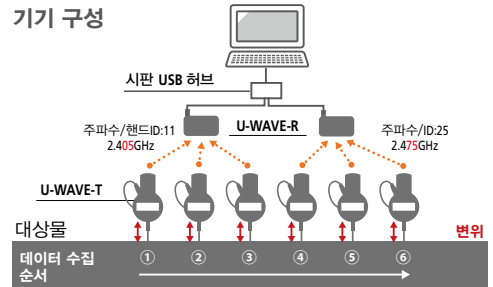 기기 구성
시판 USB 허브
주파수/핸드ID:11
2.405GHz
U-WAVE-R
주파수/ID:25
2.475GHz
U-WAVE-T
대상물
변위
데이터 수집
순서
① ② ③ ④ ⑤ ⑥